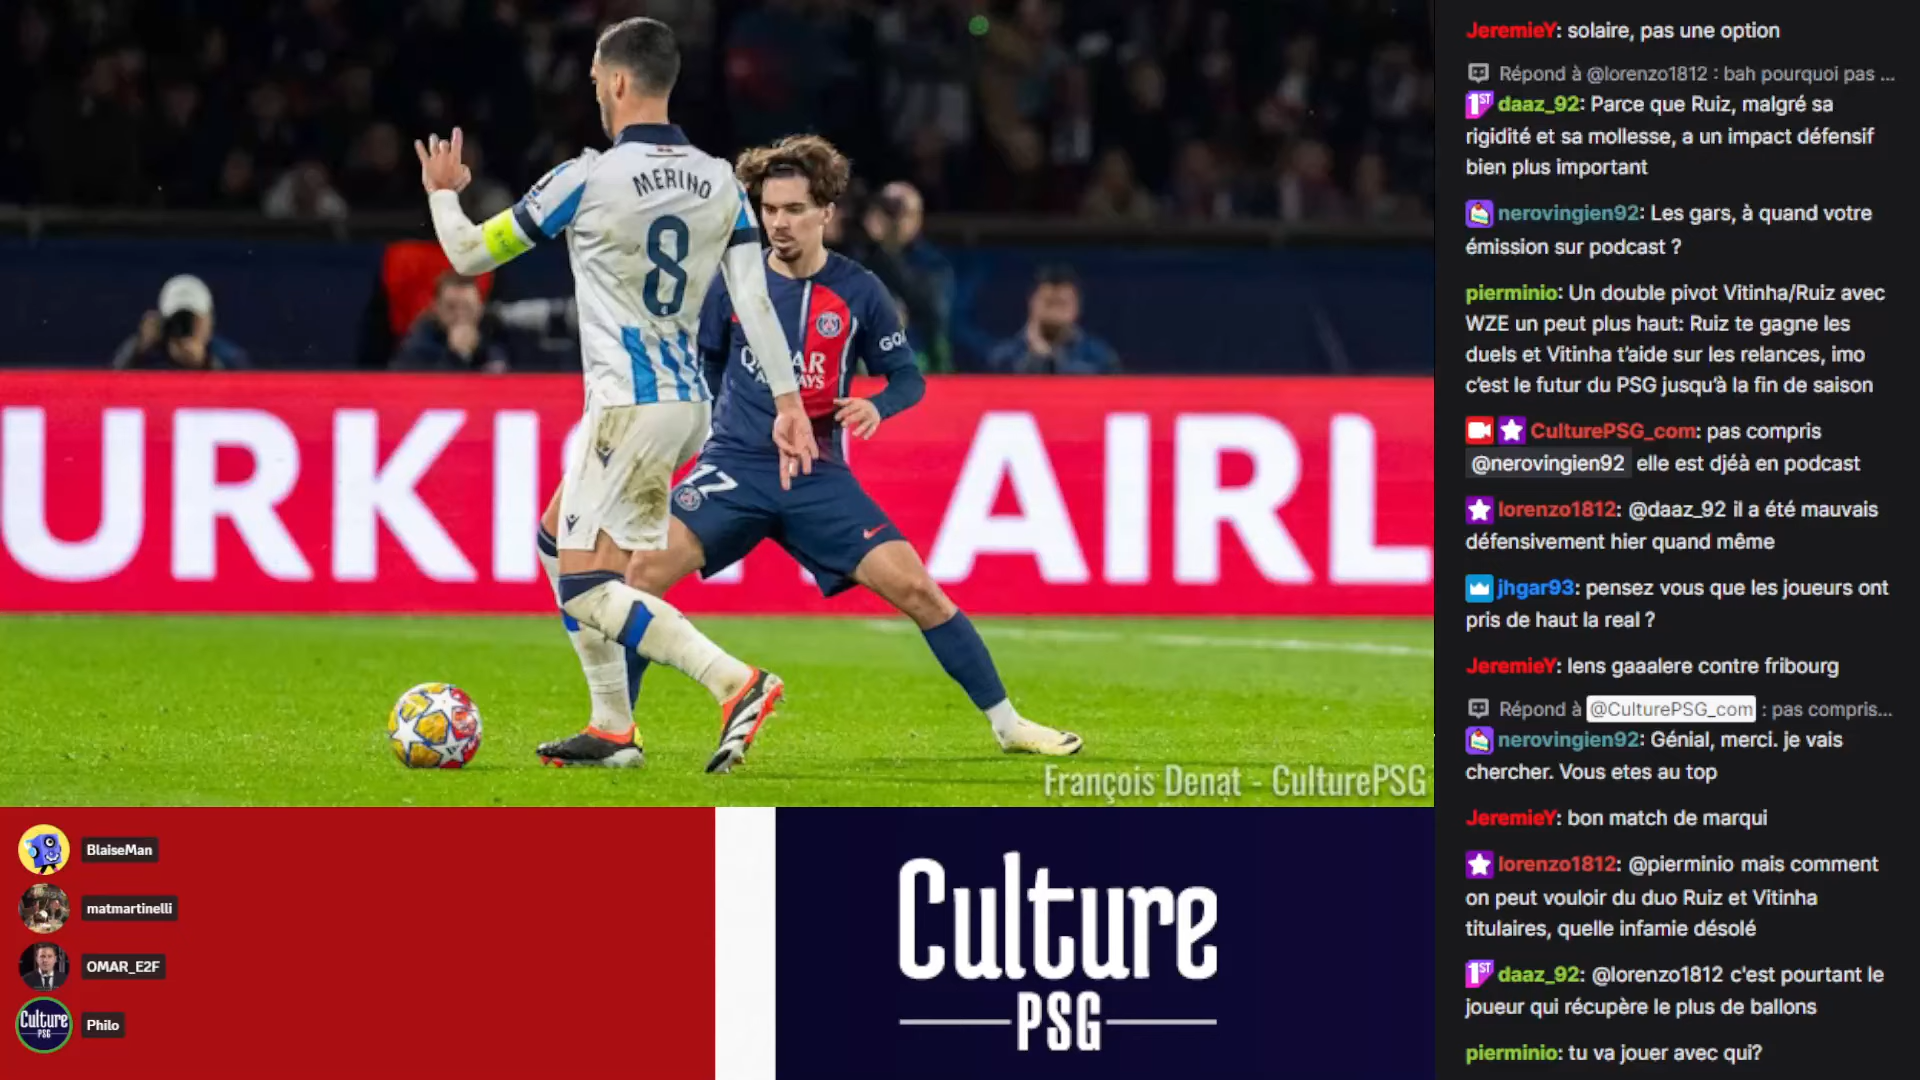 MERINO
8
QATAR
AIRWAYS
GOA
17
URKI
AIRL
François Denat - CulturePSG
BlaiseMan
matmartinelli
OMAR_E2F
Culture
PSG
Philo
Culture
PSG
JeremieY: solaire, pas une option
Répond à @lorenzo1812 : bah pourquoi pas ...
1ST daaz_92: Parce que Ruiz, malgré sa
rigidité et sa mollesse, a un impact défensif
bien plus important
nerovingien92: Les gars, à quand votre
émission sur podcast ?
pierminio: Un double pivot Vitinha/Ruiz avec
WZE un peut plus haut: Ruiz te gagne les
duels et Vitinha t'aide sur les relances, imo
c'est le futur du PSG jusqu'à la fin de saison
CulturePSG_com: pas compris
@nerovingien92 elle est djéà en podcast
lorenzo1812: @daaz_92 il a été mauvais
défensivement hier quand même
jhgar93: pensez vous que les joueurs ont
pris de haut la real ?
JeremieY: lens gaaalere contre fribourg
Répond à @CulturePSG_com : pas compris...
nerovingien92: Génial, merci. je vais
chercher. Vous etes au top
JeremieY: bon match de marqui
lorenzo1812: @pierminio mais comment
on peut vouloir du duo Ruiz et Vitinha
titulaires, quelle infamie désolé
1ST daaz_92: @lorenzo1812 c'est pourtant le
joueur qui récupère le plus de ballons
pierminio: tu va jouer avec qui?